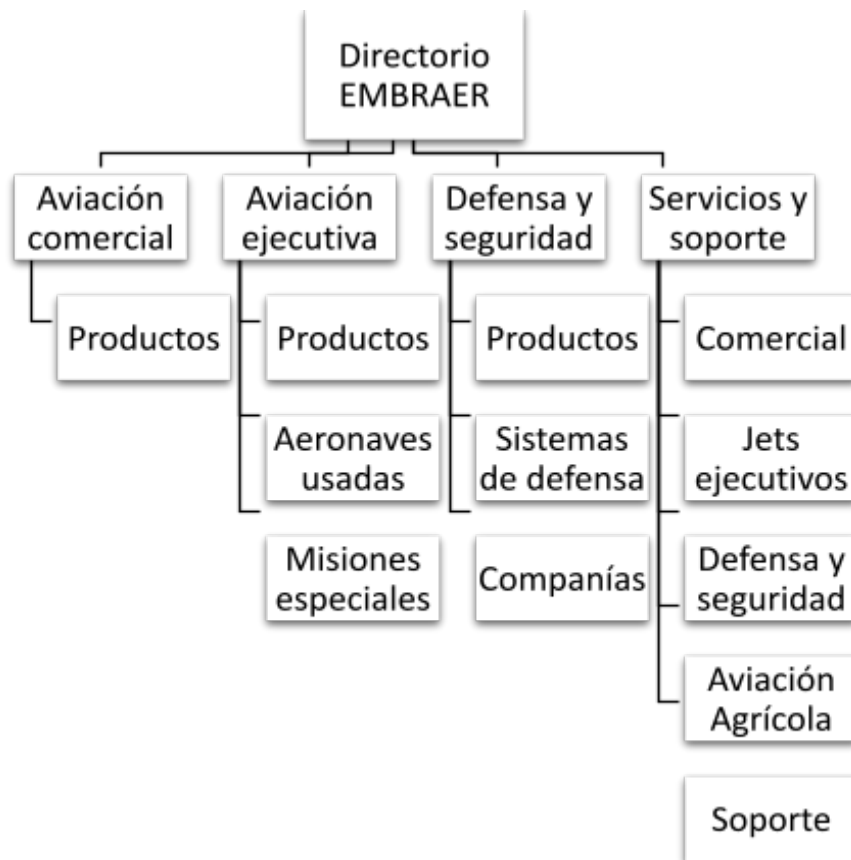 Directorio
EMBRAER
Aviación
comercial
Productos
Aviación
ejecutiva
Productos
Aeronaves
usadas
Misiones
especiales
Defensa y
seguridad
Productos
Sistemas
de defensa
Companías
Servicios y
soporte
Comercial
Jets
ejecutivos
Defensa y
seguridad
Aviación
Agrícola
Soporte